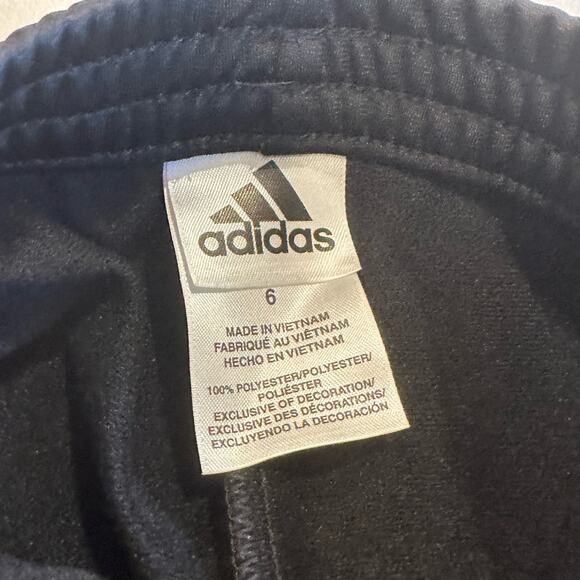 adidas
6
MADE IN VIETNAM
FABRIQUÉ AU VIÊTNAM
HECHO EN VIETNAM
100% POLYESTER/POLYESTER/
POLIÉSTER
EXCLUSIVE OF DECORATION/
EXCLUSIVE DES DÉCORATIONS/
EXCLUYENDO LA DECORACIÓN